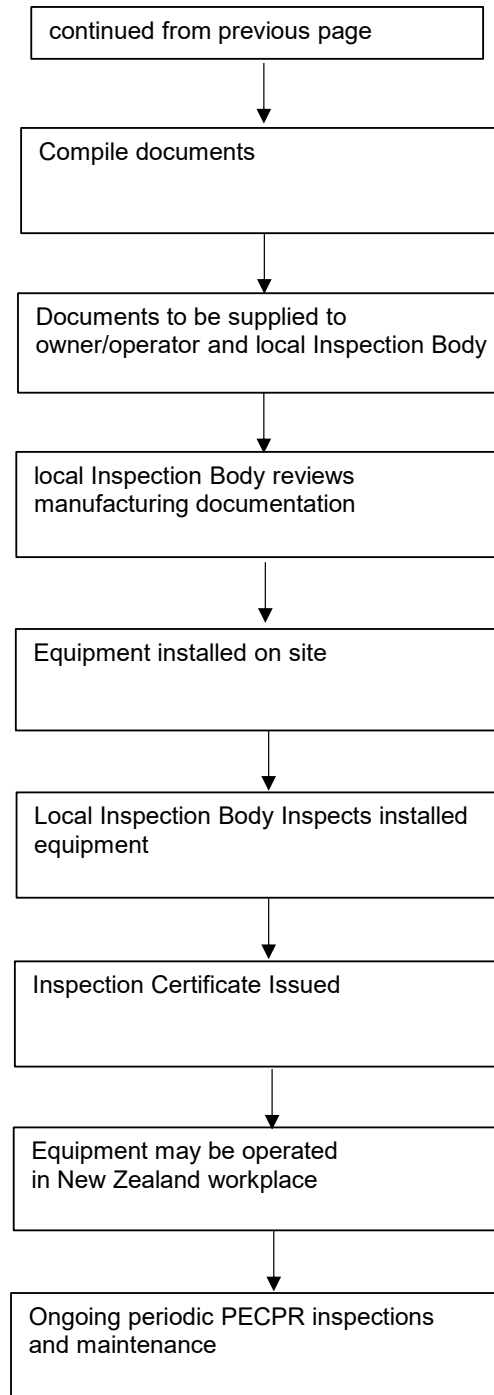 continued from previous page
Compile documents
Documents to be supplied to
owner/operator and local Inspection Body
local Inspection Body reviews
manufacturing documentation
Equipment installed on site
Local Inspection Body Inspects installed
equipment
Inspection Certificate Issued
Equipment may be operated
in New Zealand workplace
Ongoing periodic PECPR inspections
and maintenance